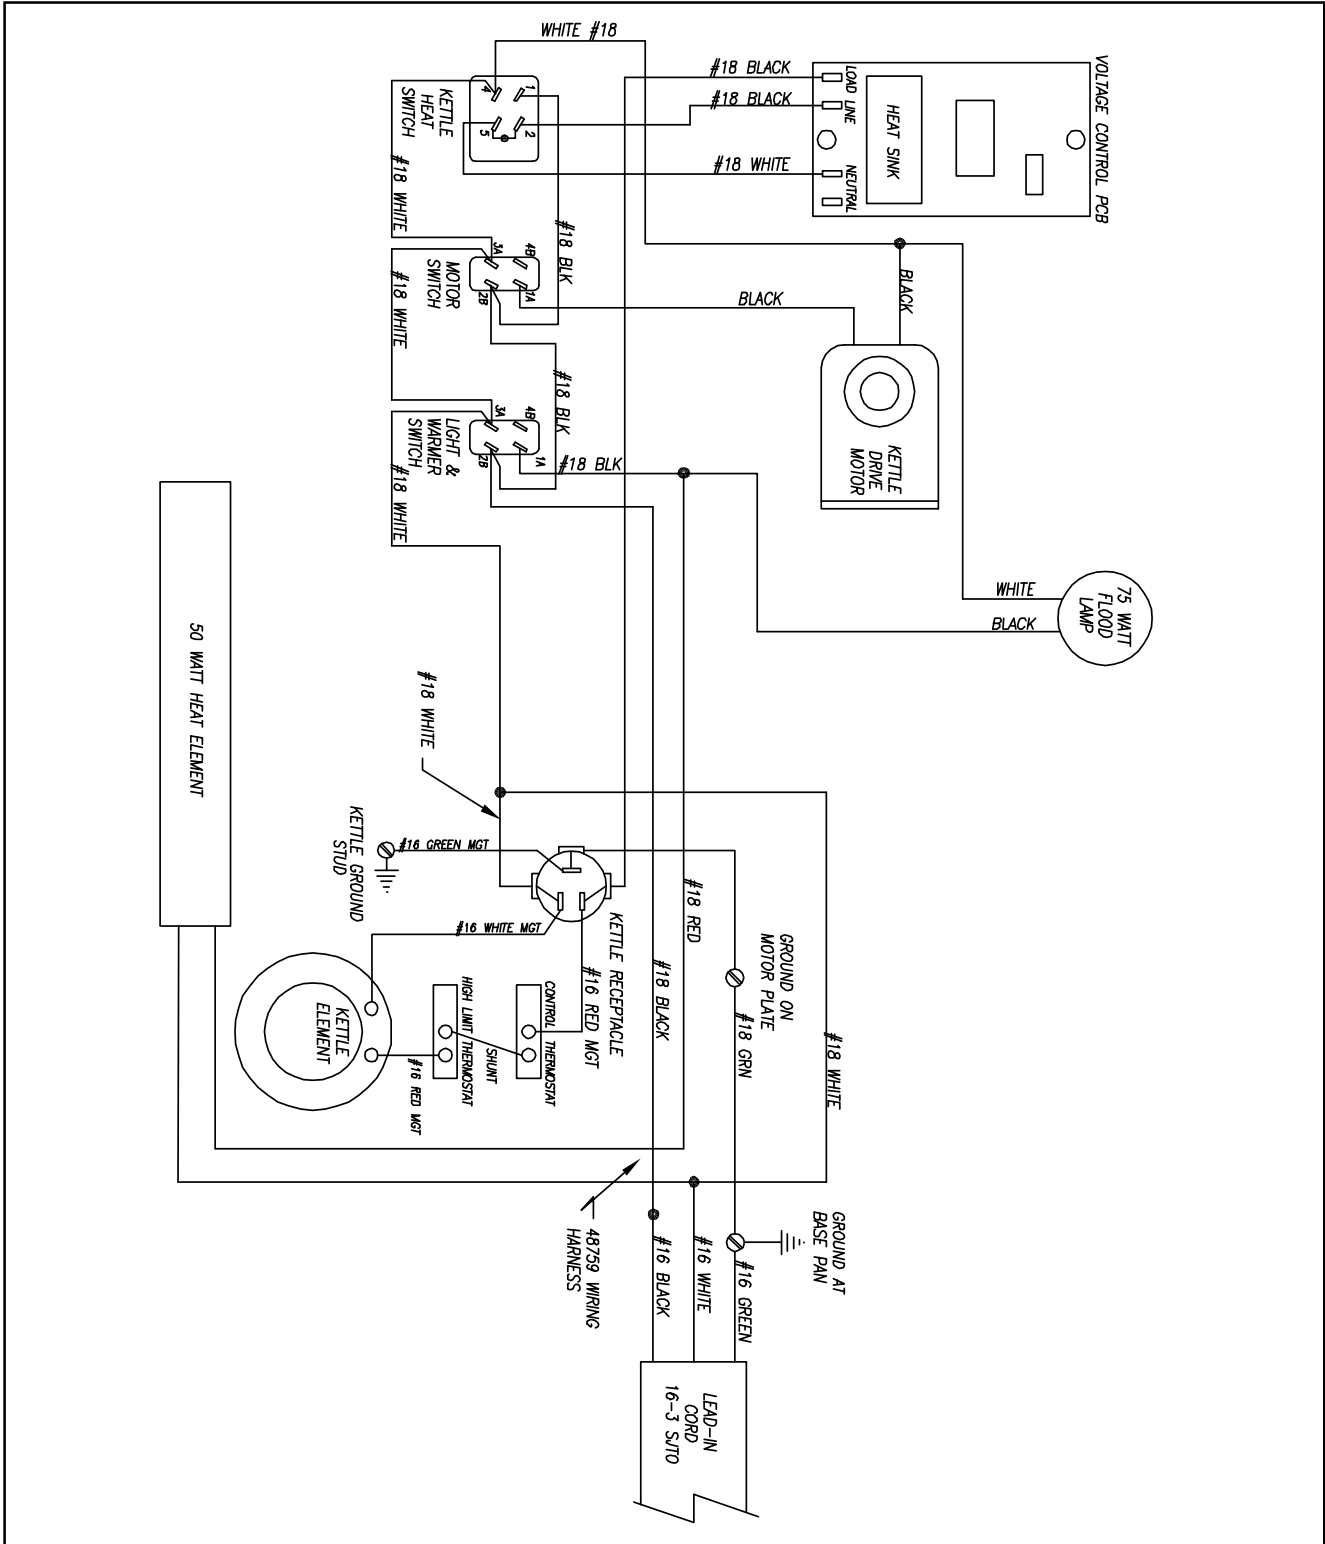 WHITE #18
#18 BLACK
#18 BLACK
#18 WHITE
VOLTAGE CONTROL PCB
LOAD
LINE
NEUTRAL
HEAT SINK
1
4
2
5
KETTLE
HEAT
SWITCH
#18 WHITE
#18 BLK
4B
3A
1A
2B
MOTOR
SWITCH
#18 WHITE
BLACK
BLACK
KETTLE
DRIVE
MOTOR
#18 BLK
4B
3A
1A
2B
LIGHT &
WARMER
SWITCH
#18 WHITE
#18 BLK
75 WATT
FLOOD
LAMP
WHITE
BLACK
50 WATT HEAT ELEMENT
#18 WHITE
KETTLE GROUND
STUD
#16 GREEN MGT
#16 WHITE MGT
KETTLE RECEPTACLE
#16 RED MGT
#18 RED
#18 BLACK
GROUND ON
MOTOR PLATE
#18 GRN
#18 WHITE
KETTLE
ELEMENT
HIGH LIMIT THERMOSTAT
SHUNT
CONTROL THERMOSTAT
#16 RED MGT
48759 WIRING
HARNESS
GROUND AT
BASE PAN
#16 BLACK
#16 WHITE
#16 GREEN
LEAD-IN
CORD
16-3 SJTO